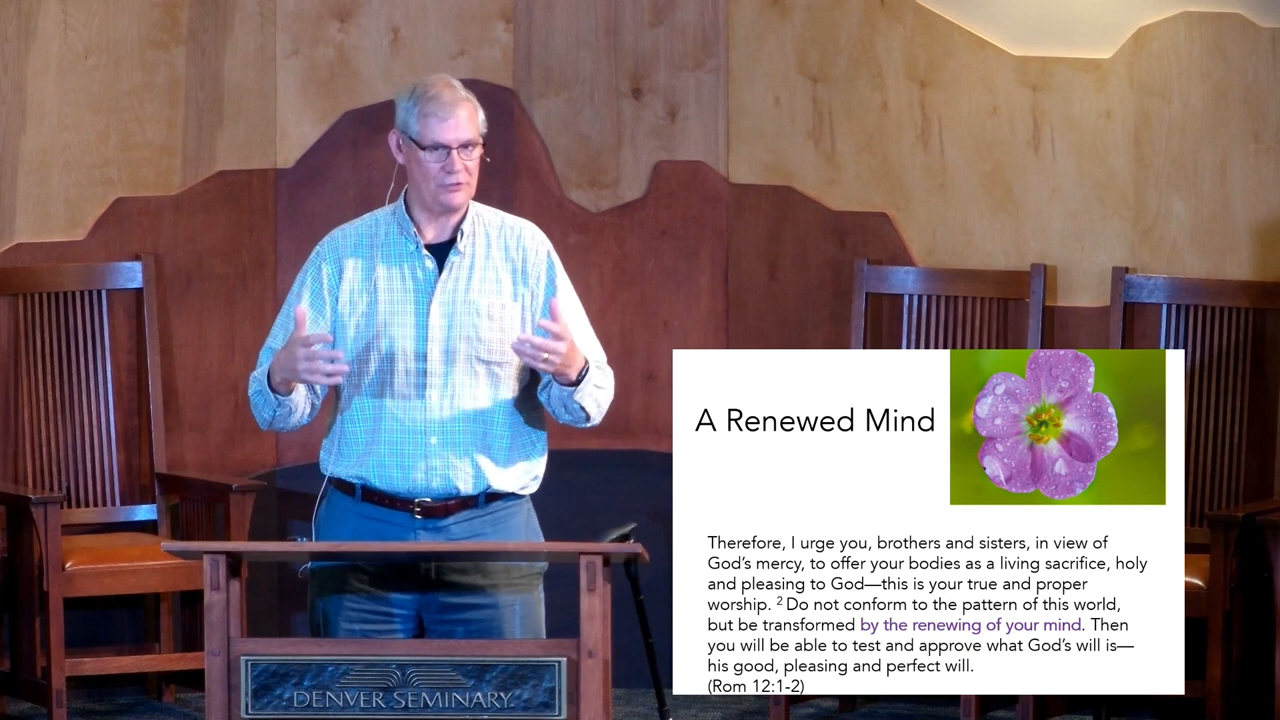 A Renewed Mind
Therefore, I urge you, brothers and sisters, in view of
God’s mercy, to offer your bodies as a living sacrifice, holy
and pleasing to God—this is your true and proper
worship. ² Do not conform to the pattern of this world,
but be transformed by the renewing of your mind. Then
you will be able to test and approve what God’s will is—
his good, pleasing and perfect will.
(Rom 12:1-2)
DENVER SEMINARY